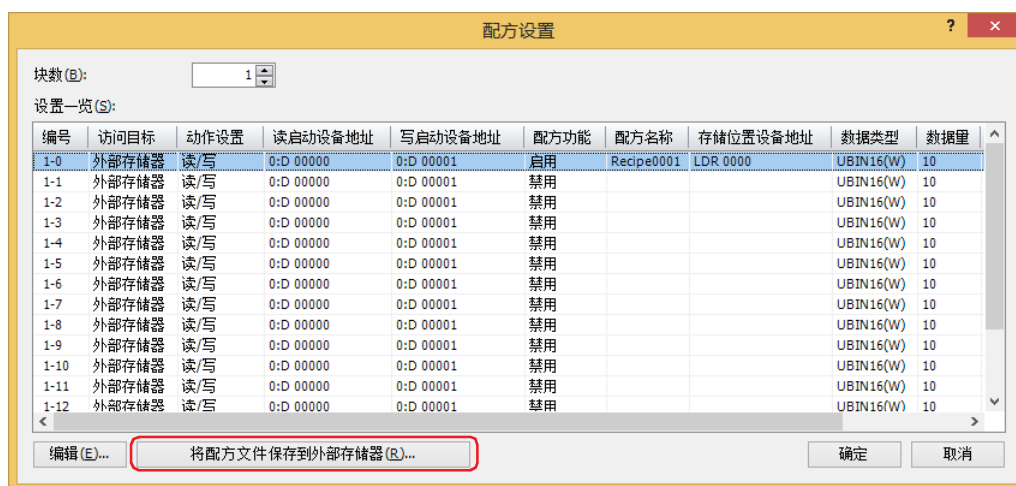 配方设置 ? ×
块数(B): 1
设置一览(S):
编号 访问目标 动作设置 读启动设备地址 写启动设备地址 配方功能 配方名称 存储位置设备地址 数据类型 数据量
1-0 外部存储器 读/写 0:D 00000 0:D 00001 启用 Recipe0001 LDR 0000 UBIN16(W) 10
1-1 外部存储器 读/写 0:D 00000 0:D 00001 禁用 UBIN16(W) 10
1-2 外部存储器 读/写 0:D 00000 0:D 00001 禁用 UBIN16(W) 10
1-3 外部存储器 读/写 0:D 00000 0:D 00001 禁用 UBIN16(W) 10
1-4 外部存储器 读/写 0:D 00000 0:D 00001 禁用 UBIN16(W) 10
1-5 外部存储器 读/写 0:D 00000 0:D 00001 禁用 UBIN16(W) 10
1-6 外部存储器 读/写 0:D 00000 0:D 00001 禁用 UBIN16(W) 10
1-7 外部存储器 读/写 0:D 00000 0:D 00001 禁用 UBIN16(W) 10
1-8 外部存储器 读/写 0:D 00000 0:D 00001 禁用 UBIN16(W) 10
1-9 外部存储器 读/写 0:D 00000 0:D 00001 禁用 UBIN16(W) 10
1-10 外部存储器 读/写 0:D 00000 0:D 00001 禁用 UBIN16(W) 10
1-11 外部存储器 读/写 0:D 00000 0:D 00001 禁用 UBIN16(W) 10
1-12 外部存储器 读/写 0:D 00000 0:D 00001 禁用 UBIN16(W) 10
编辑(E)... 将配方文件保存到外部存储器(R)... 确定 取消